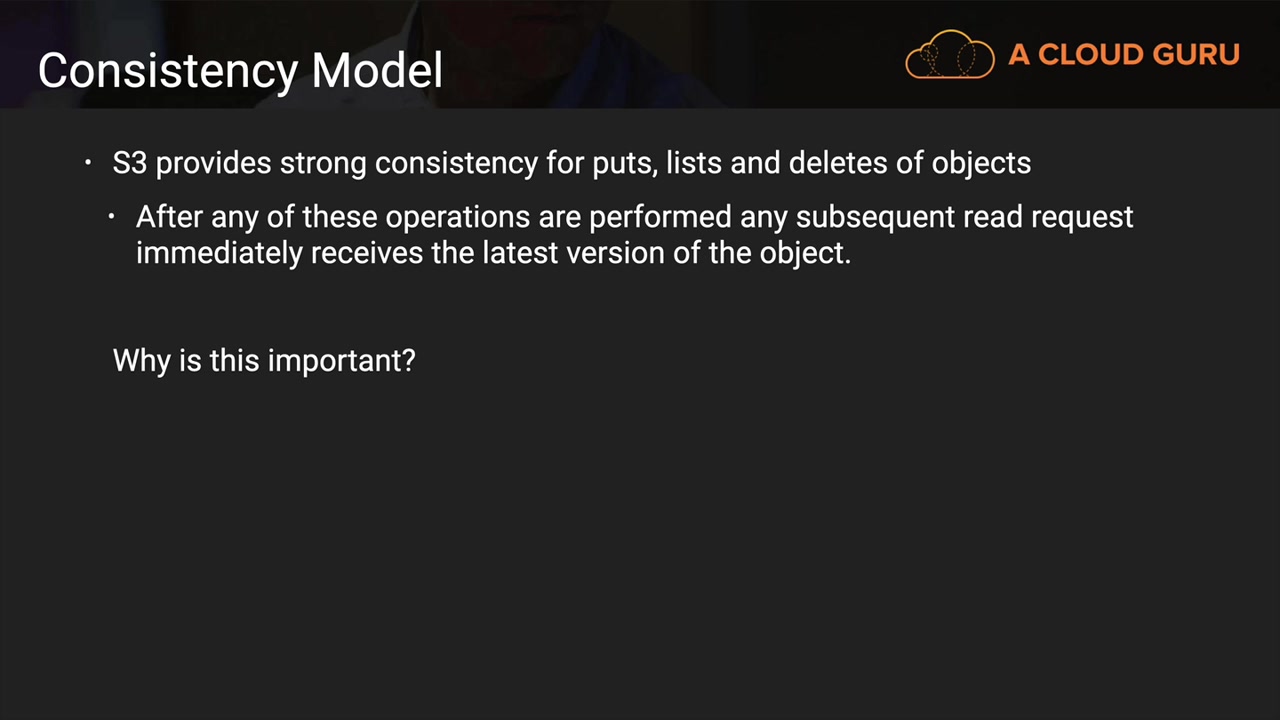 Consistency Model
A CLOUD GURU
• S3 provides strong consistency for puts, lists and deletes of objects
• After any of these operations are performed any subsequent read request
immediately receives the latest version of the object.
Why is this important?